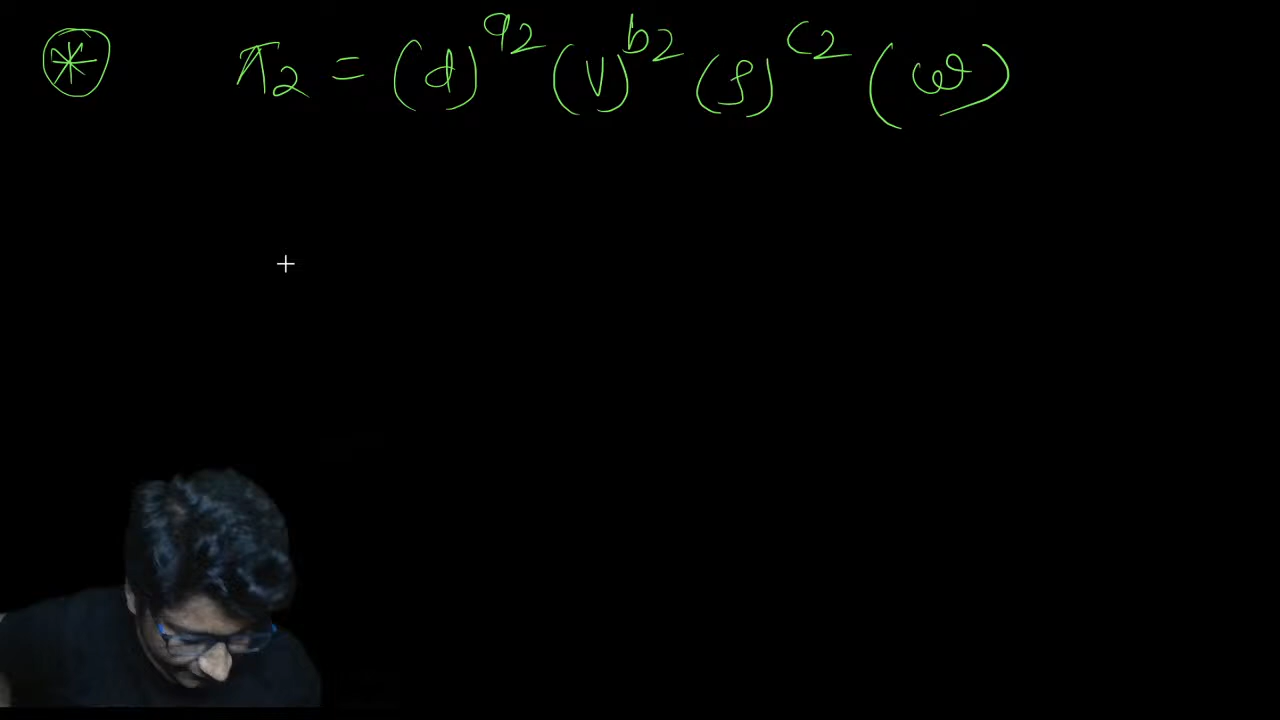 * π₂ = (d)^a₂ (V)^b₂ (ρ)^c₂ (ω)